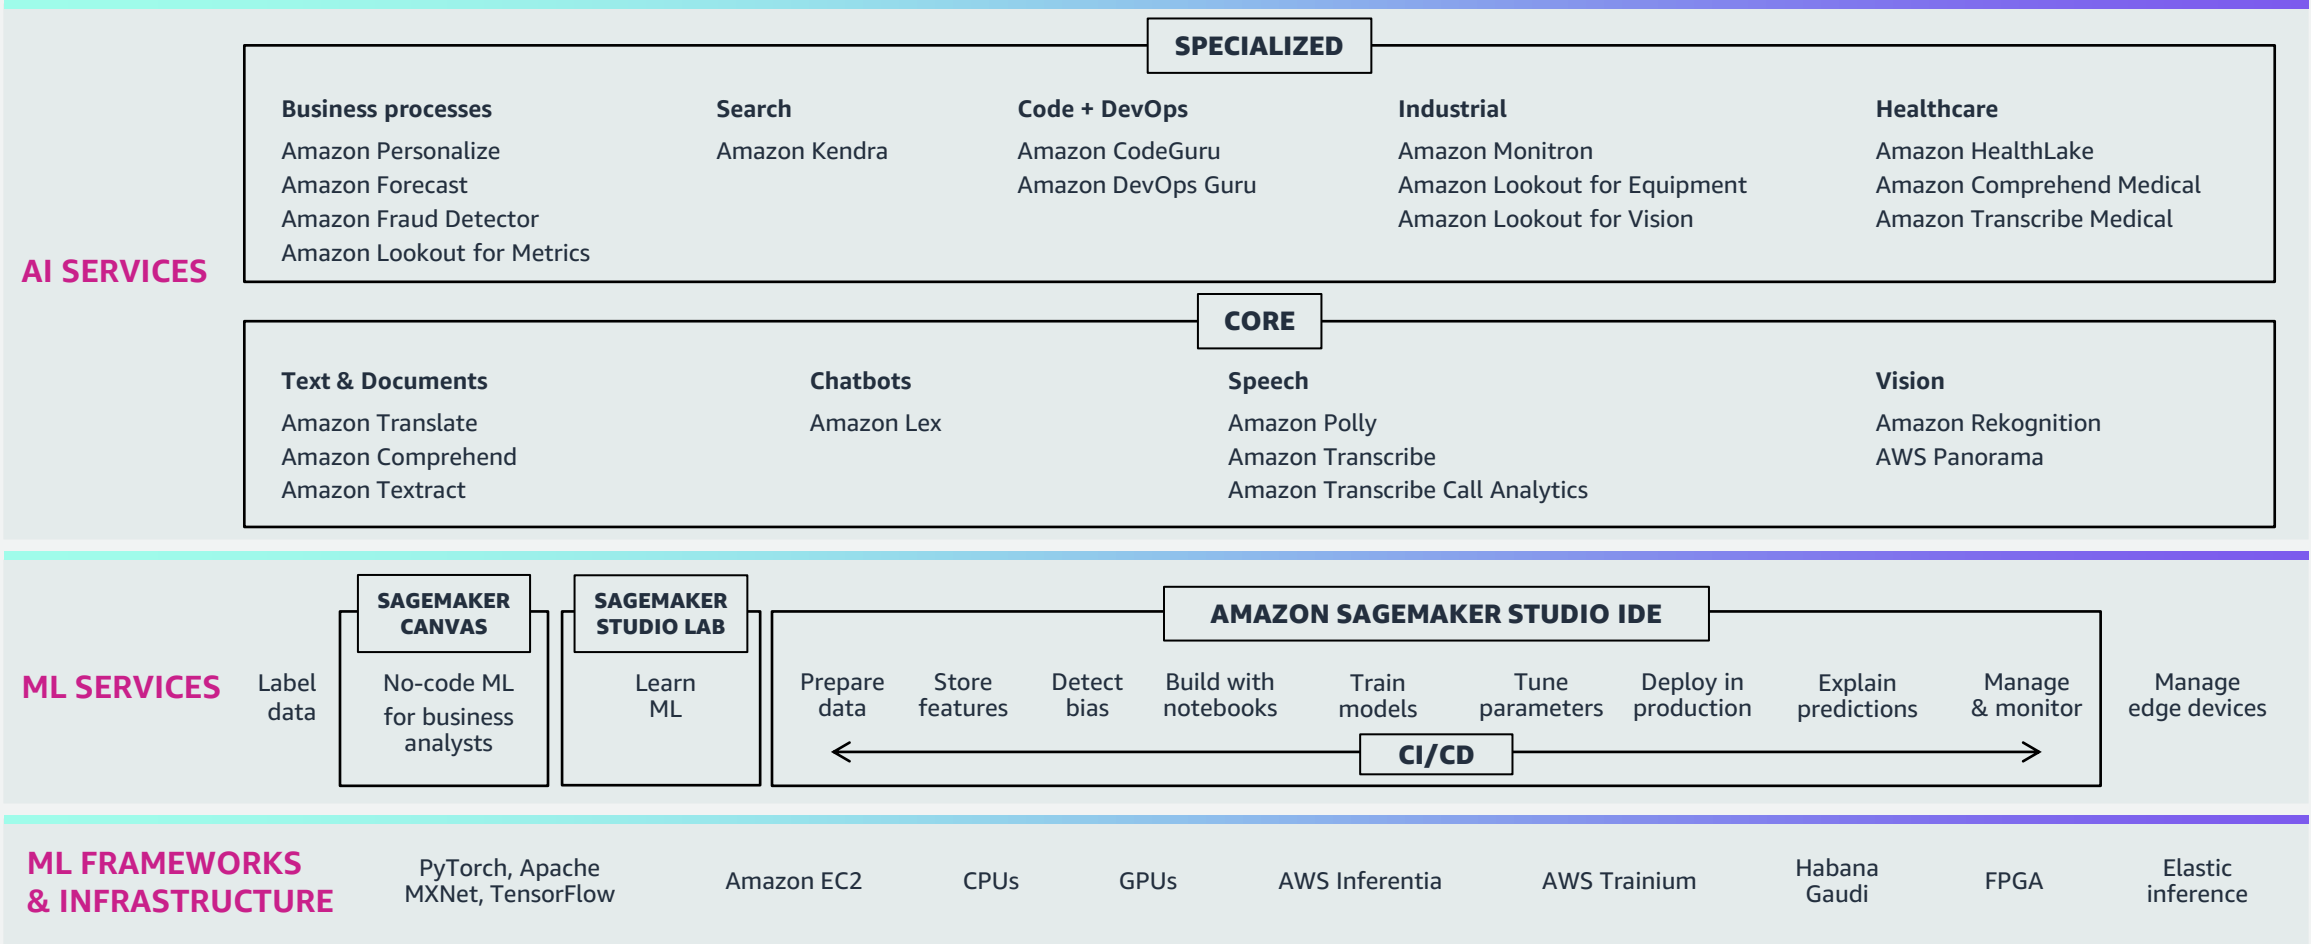 SPECIALIZED
Business processes
Amazon Personalize
Amazon Forecast
Amazon Fraud Detector
Amazon Lookout for Metrics
Search
Amazon Kendra
Code + DevOps
Amazon CodeGuru
Amazon DevOps Guru
Industrial
Amazon Monitron
Amazon Lookout for Equipment
Amazon Lookout for Vision
Healthcare
Amazon HealthLake
Amazon Comprehend Medical
Amazon Transcribe Medical
AI SERVICES
CORE
Text & Documents
Amazon Translate
Amazon Comprehend
Amazon Textract
Chatbots
Amazon Lex
Speech
Amazon Polly
Amazon Transcribe
Amazon Transcribe Call Analytics
Vision
Amazon Rekognition
AWS Panorama
ML SERVICES
Label
data
SAGEMAKER
CANVAS
No-code ML
for business
analysts
SAGEMAKER
STUDIO LAB
Learn
ML
AMAZON SAGEMAKER STUDIO IDE
Prepare
data
Store
features
Detect
bias
Build with
notebooks
Train
models
Tune
parameters
Deploy in
production
Explain
predictions
Manage
& monitor
CI/CD
Manage
edge devices
ML FRAMEWORKS
& INFRASTRUCTURE
PyTorch, Apache
MXNet, TensorFlow
Amazon EC2
CPUs
GPUs
AWS Inferentia
AWS Trainium
Habana
Gaudi
FPGA
Elastic
inference